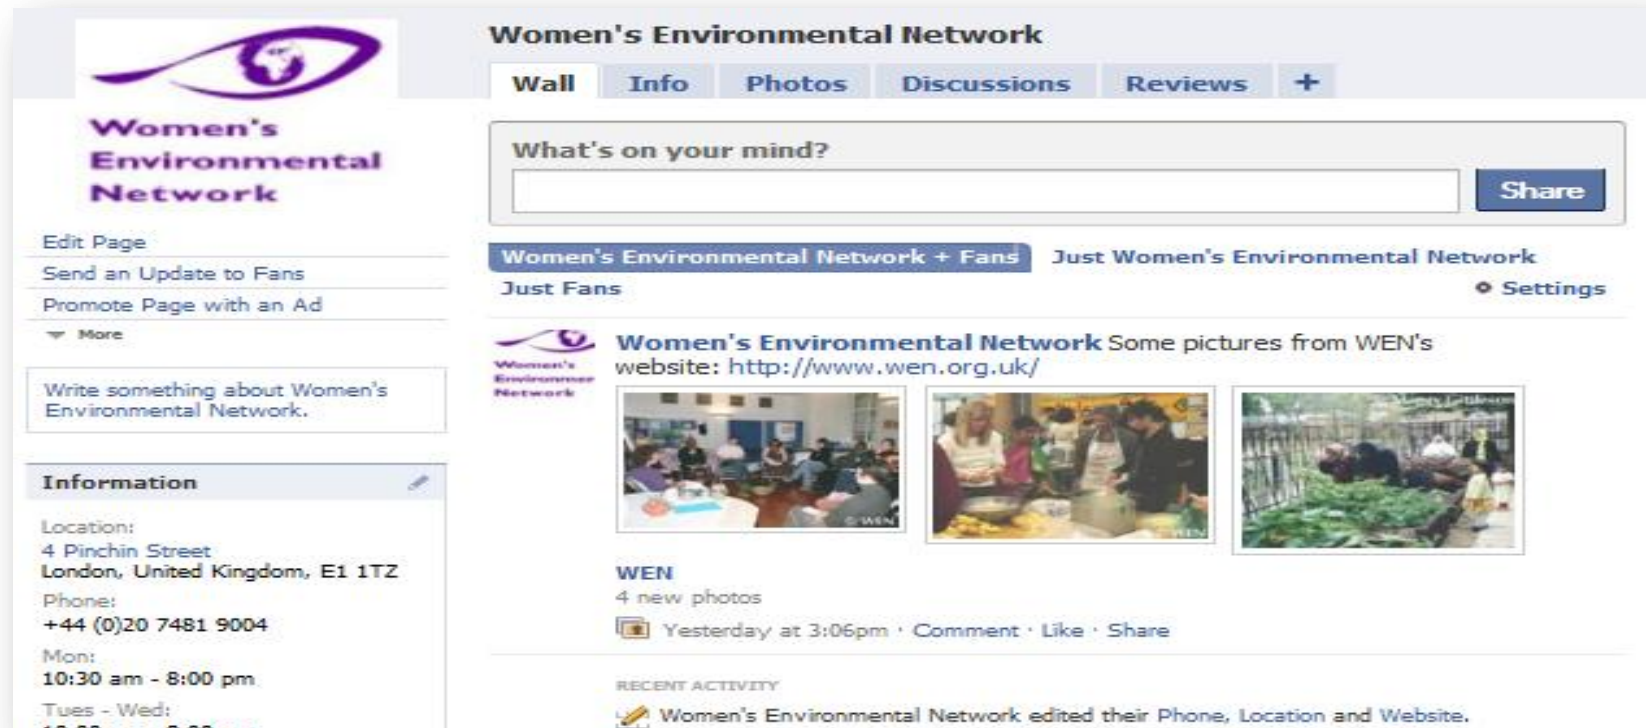 Women's
Environmental
Network
Edit Page
Send an Update to Fans
Promote Page with an Ad
More
Write something about Women's
Environmental Network.
Information
Location:
4 Pinchin Street
London, United Kingdom, E1 1TZ
Phone:
+44 (0)20 7481 9004
Mon:
10:30 am - 8:00 pm
Tues - Wed:
Women's Environmental Network
Wall Info Photos Discussions Reviews +
What's on your mind?
Share
Women's Environmental Network + Fans Just Women's Environmental Network
Just Fans Settings
Women's
Network
Women's Environmental Network Some pictures from WEN's
website: http://www.wen.org.uk/
© WEN
WEN
4 new photos
Yesterday at 3:06pm · Comment · Like · Share
RECENT ACTIVITY
Women's Environmental Network edited their Phone, Location and Website.